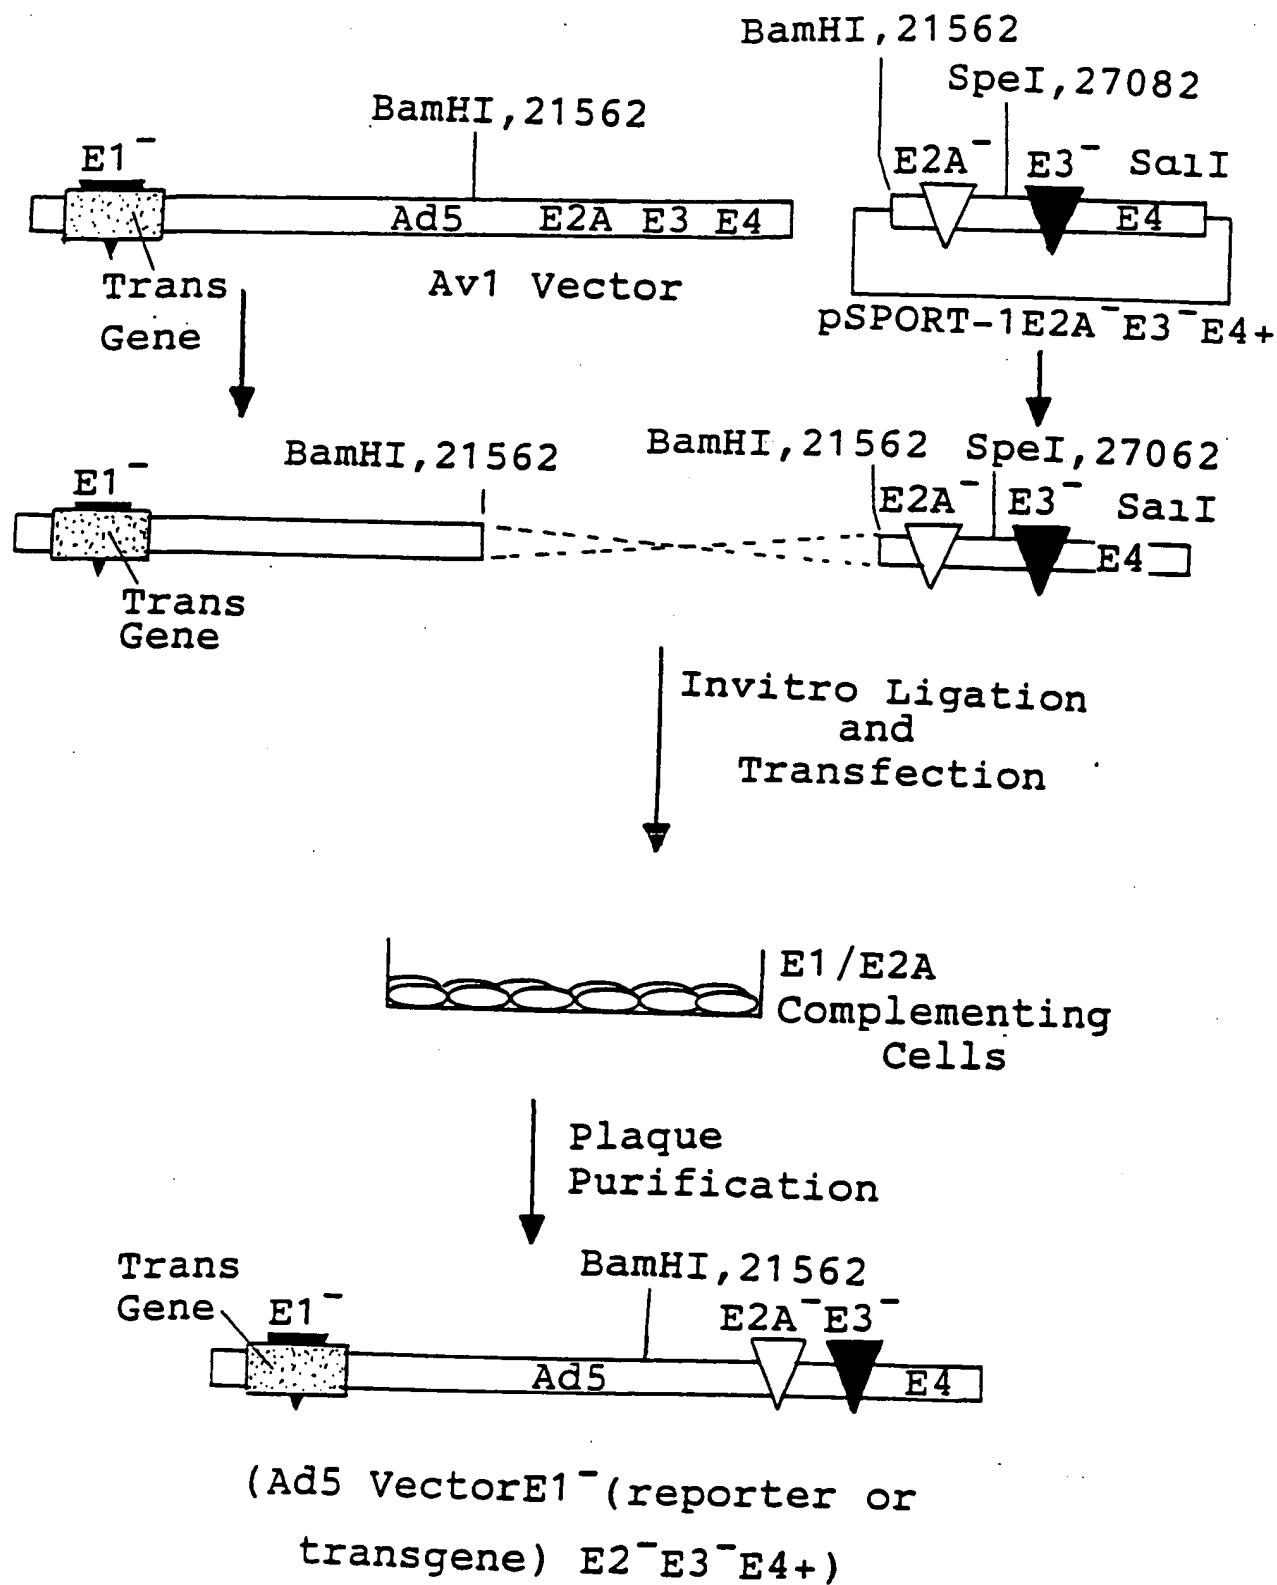 BamHI,21562
SpeI,27082
BamHI,21562
E1⁻
E2A⁻
E3⁻
SalI
Ad5
E2A
E3
E4
E4
Trans
Gene
Av1 Vector
pSPORT-1E2A⁻E3⁻E4+
BamHI,21562
BamHI,21562
SpeI,27062
E1⁻
E2A⁻
E3⁻
SalI
E4
Trans
Gene
Invitro Ligation
and
Transfection
E1/E2A
Complementing
Cells
Plaque
Purification
Trans
Gene
BamHI,21562
E1⁻
E2A⁻E3⁻
Ad5
E4
(Ad5 VectorE1⁻(reporter or
transgene) E2⁻E3⁻E4+)